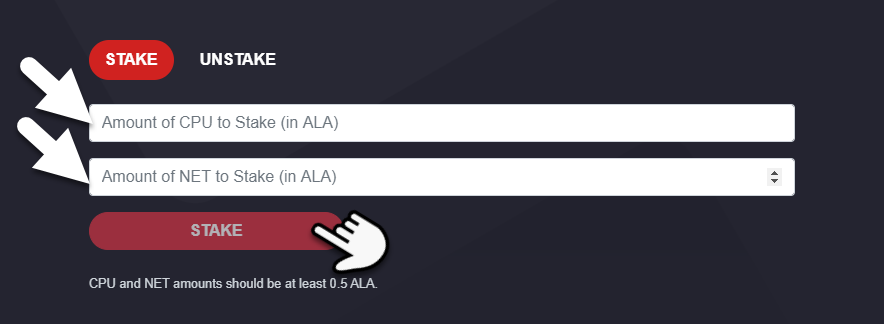 STAKE UNSTAKE
Amount of CPU to Stake (in ALA)
Amount of NET to Stake (in ALA)
STAKE
CPU and NET amounts should be at least 0.5 ALA.